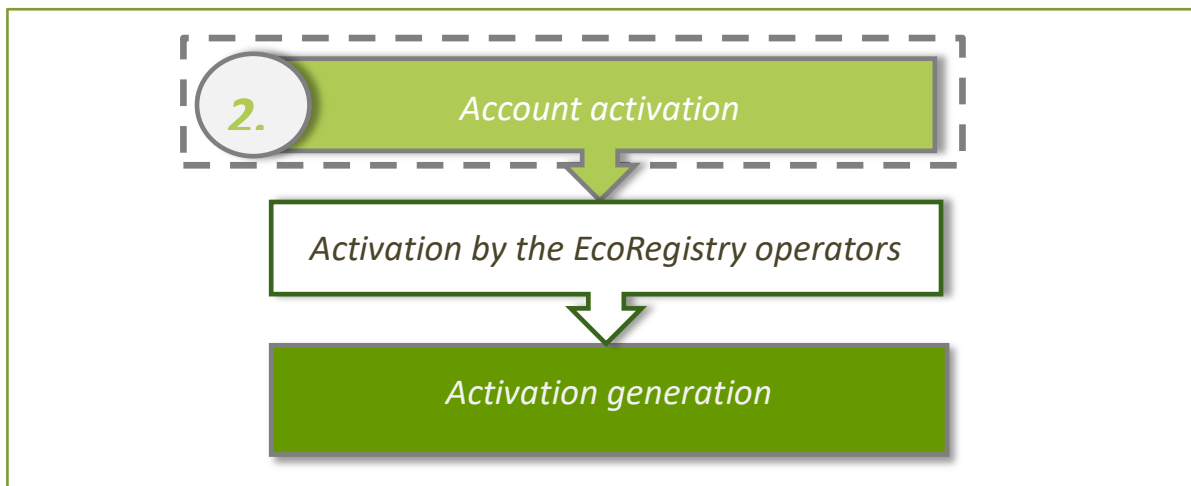 2.
Account activation
Activation by the EcoRegistry operators
Activation generation